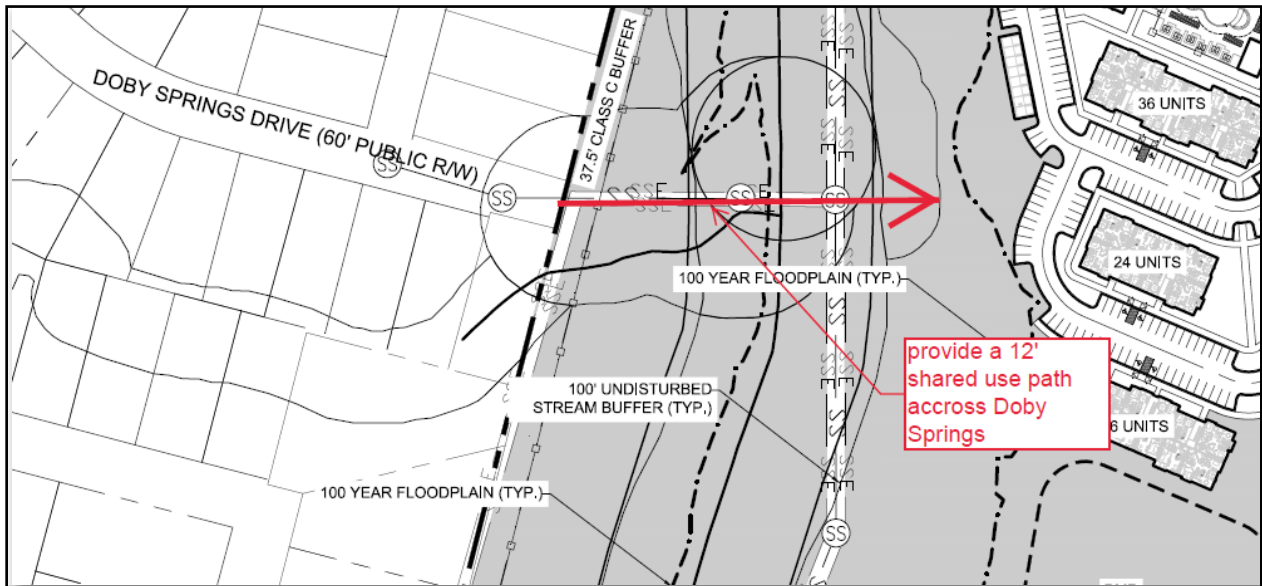 DOBY SPRINGS DRIVE (60' PUBLIC R/W)
37.5' CLASS C BUFFER
36 UNITS
SS
SS
SS
SS
SSE
24 UNITS
100 YEAR FLOODPLAIN (TYP.)
provide a 12'
shared use path
accross Doby
Springs
100' UNDISTURBED
STREAM BUFFER (TYP.)
6 UNITS
100 YEAR FLOODPLAIN (TYP.)
SS